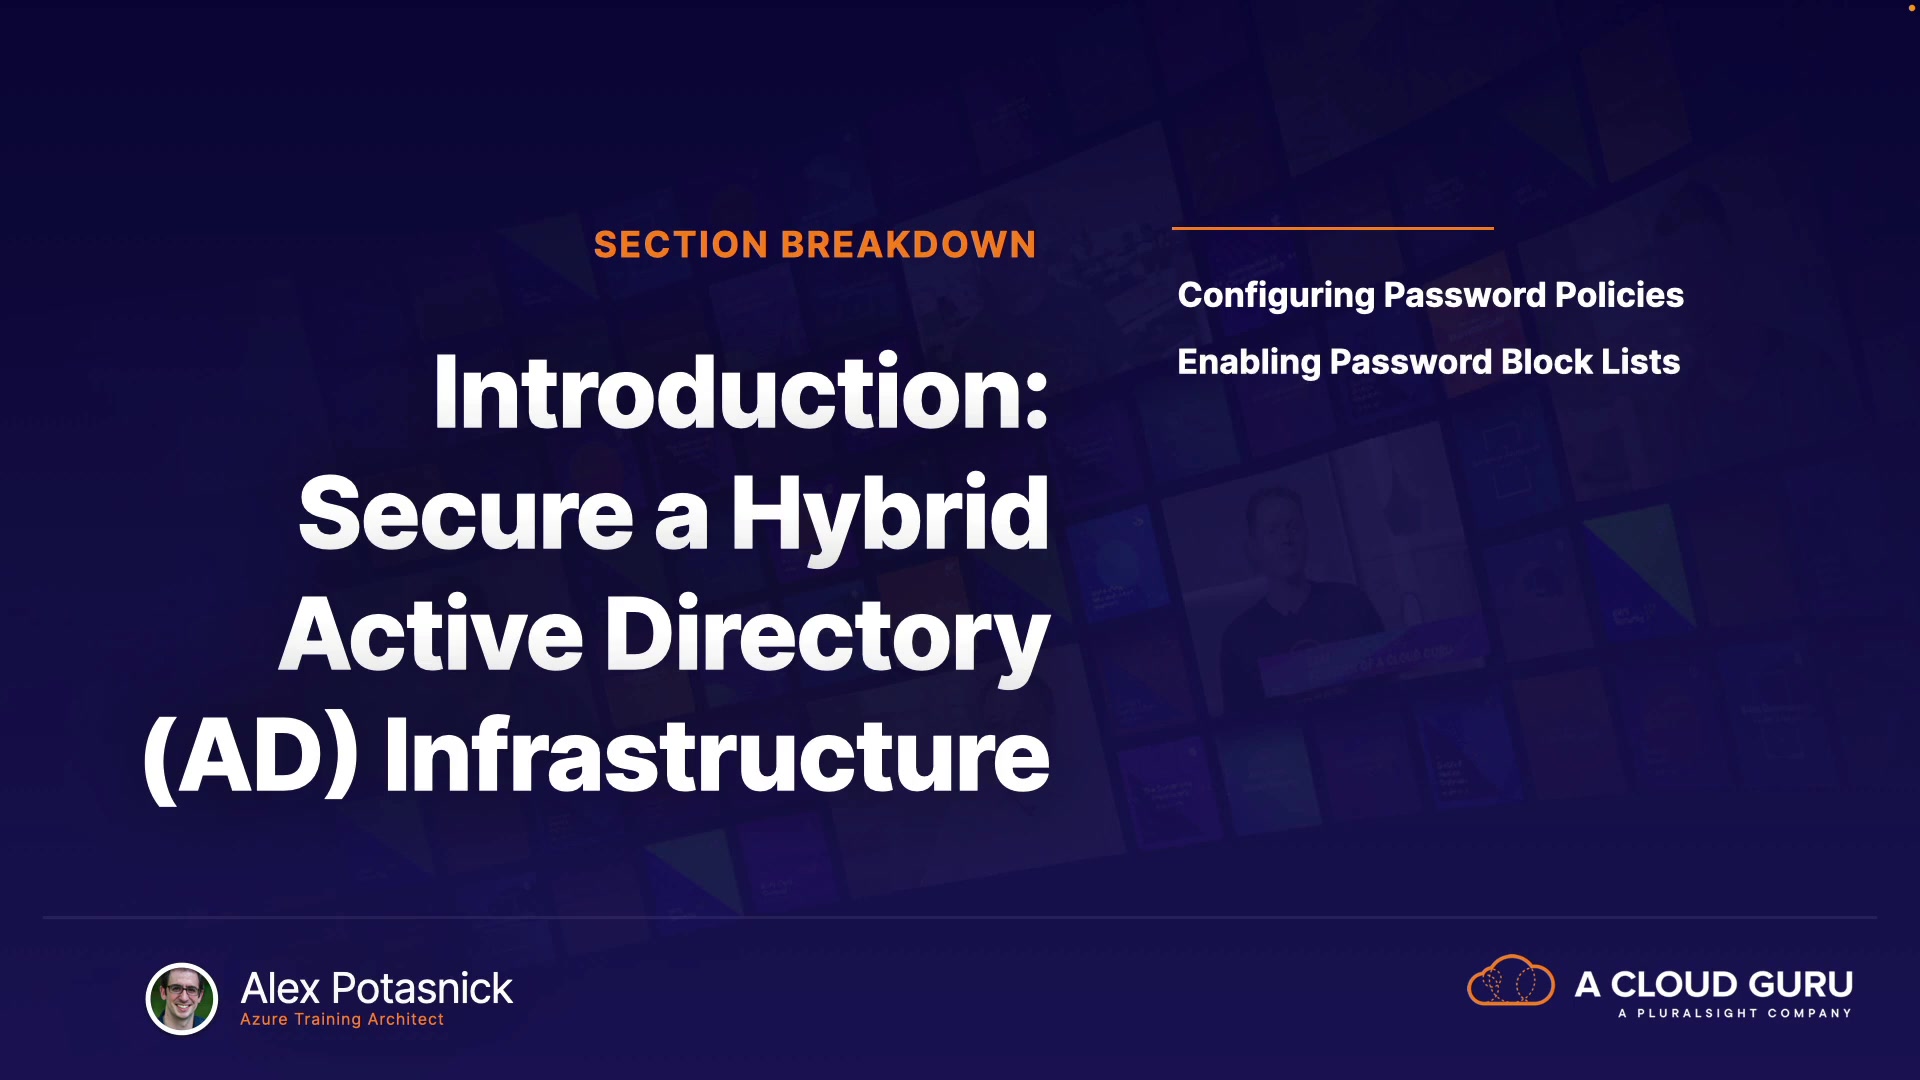 SECTION BREAKDOWN
Introduction:
Secure a Hybrid
Active Directory
(AD) Infrastructure
Configuring Password Policies
Enabling Password Block Lists
Alex Potasnick
Azure Training Architect
A CLOUD GURU
A PLURALSIGHT COMPANY